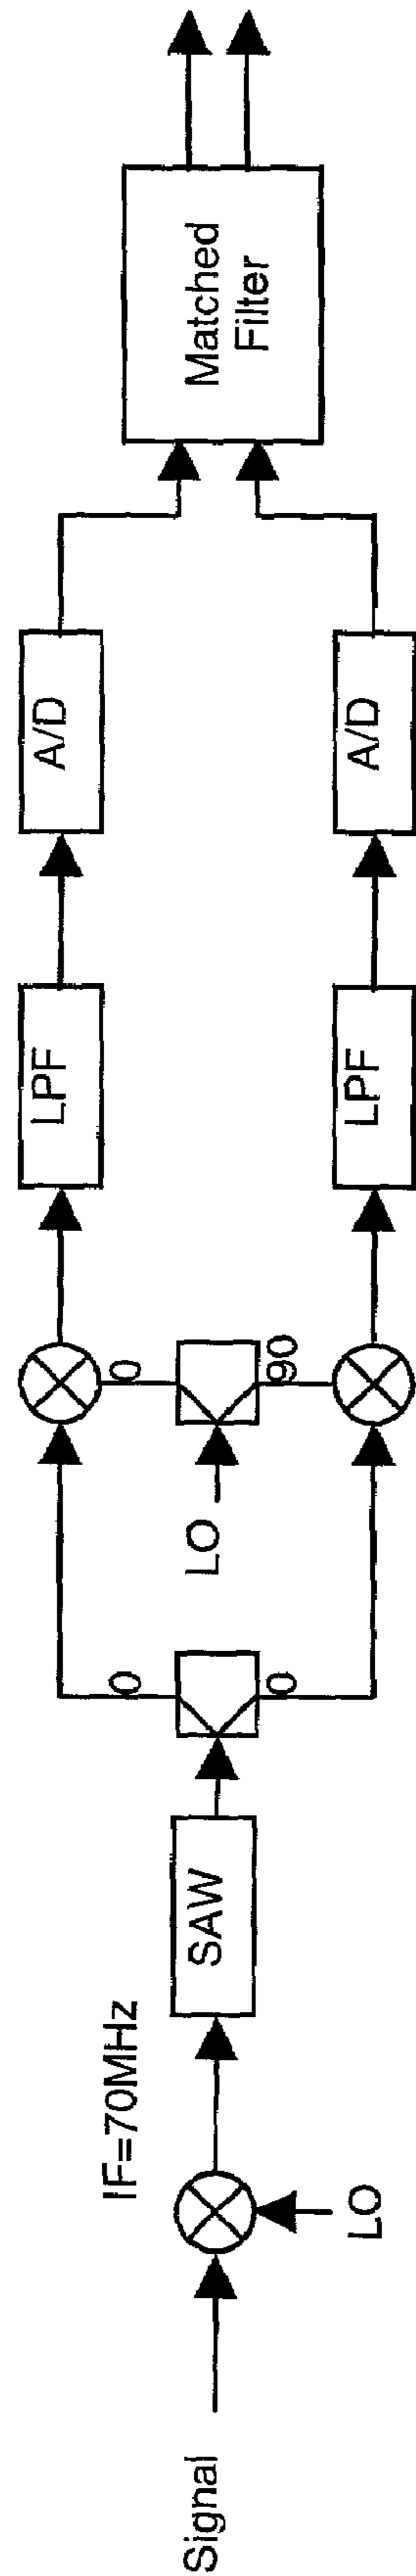 Signal
LO
IF=70MHz
SAW
0
0
LO
0
90
LPF
LPF
A/D
A/D
Matched
Filter